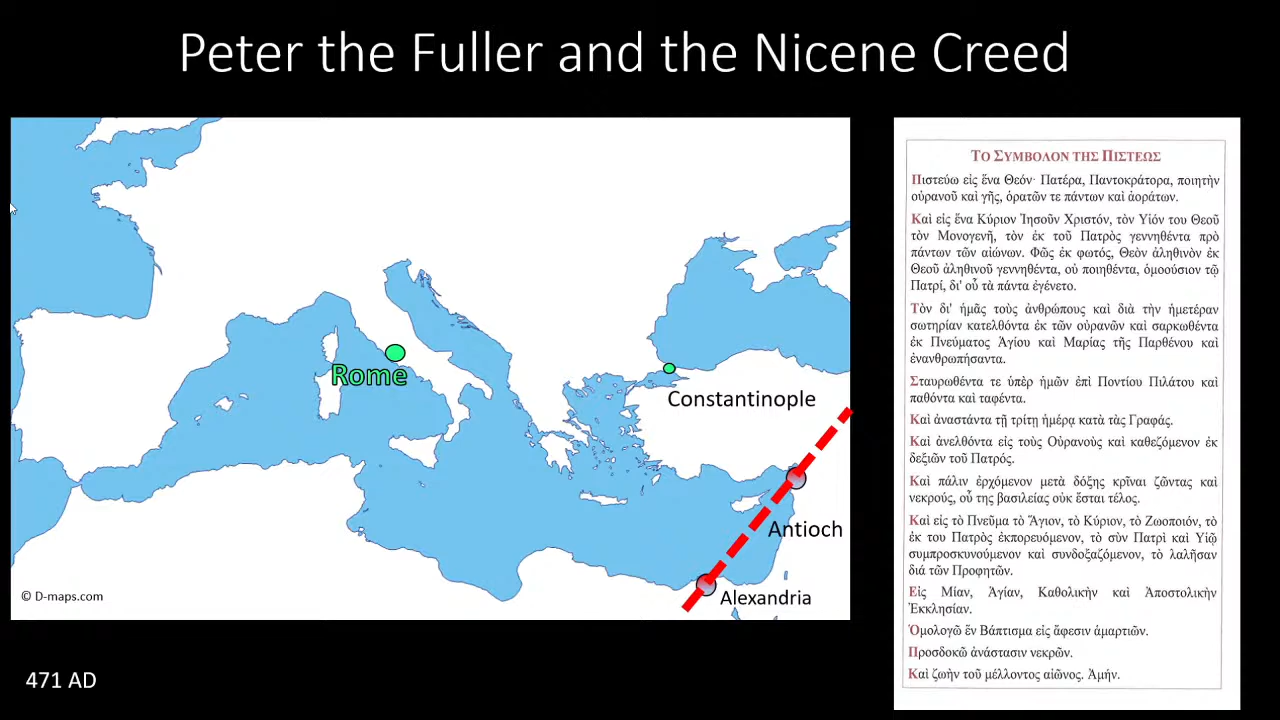 Peter the Fuller and the Nicene Creed
Rome
Constantinople
Antioch
Alexandria
© D-maps.com
471 AD
ΤΟ ΣΥΜΒΟΛΟΝ ΤΗΣ ΠΙΣΤΕΩΣ
Πιστεύω εἰς ἕνα Θεόν· Πατέρα, Παντοκράτορα, ποιητὴν
οὐρανοῦ καὶ γῆς, ὁρατῶν τε πάντων καὶ ἀοράτων.
Καὶ εἰς ἕνα Κύριον Ἰησοῦν Χριστόν, τὸν Υἱόν του Θεοῦ
τὸν Μονογενῆ, τὸν ἐκ τοῦ Πατρὸς γεννηθέντα πρὸ
πάντων τῶν αἰώνων. Φῶς ἐκ φωτός, Θεὸν ἀληθινὸν ἐκ
Θεοῦ ἀληθινοῦ γεννηθέντα, οὐ ποιηθέντα, ὁμοούσιον τῷ
Πατρί, δι' οὗ τὰ πάντα ἐγένετο.
Τὸν δι' ἡμᾶς τοὺς ἀνθρώπους καὶ διὰ τὴν ἡμετέραν
σωτηρίαν κατελθόντα ἐκ τῶν οὐρανῶν καὶ σαρκωθέντα
ἐκ Πνεύματος Ἁγίου καὶ Μαρίας τῆς Παρθένου καὶ
ἐνανθρωπήσαντα.
Σταυρωθέντα τε ὑπὲρ ἡμῶν ἐπὶ Ποντίου Πιλάτου καὶ
παθόντα καὶ ταφέντα.
Καὶ ἀναστάντα τῇ τρίτῃ ἡμέρᾳ κατὰ τὰς Γραφάς.
Καὶ ἀνελθόντα εἰς τοὺς Οὐρανοὺς καὶ καθεζόμενον ἐκ
δεξιῶν τοῦ Πατρός.
Καὶ πάλιν ἐρχόμενον μετὰ δόξης κρῖναι ζῶντας καὶ
νεκρούς, οὗ της βασιλείας οὐκ ἔσται τέλος.
Καὶ εἰς τὸ Πνεῦμα τὸ Ἅγιον, τὸ Κύριον, τὸ Ζωοποιόν, τὸ
ἐκ του Πατρὸς ἐκπορευόμενον, τὸ σὺν Πατρὶ καὶ Υἱῷ
συμπροσκυνούμενον καὶ συνδοξαζόμενον, τὸ λαλῆσαν
διά τῶν Προφητῶν.
Εἰς Μίαν, Ἁγίαν, Καθολικὴν καὶ Ἀποστολικὴν
Ἐκκλησίαν.
Ὁμολογῶ ἓν Βάπτισμα εἰς ἄφεσιν ἁμαρτιῶν.
Προσδοκῶ ἀνάστασιν νεκρῶν.
Καὶ ζωὴν τοῦ μέλλοντος αἰῶνος. Ἀμήν.